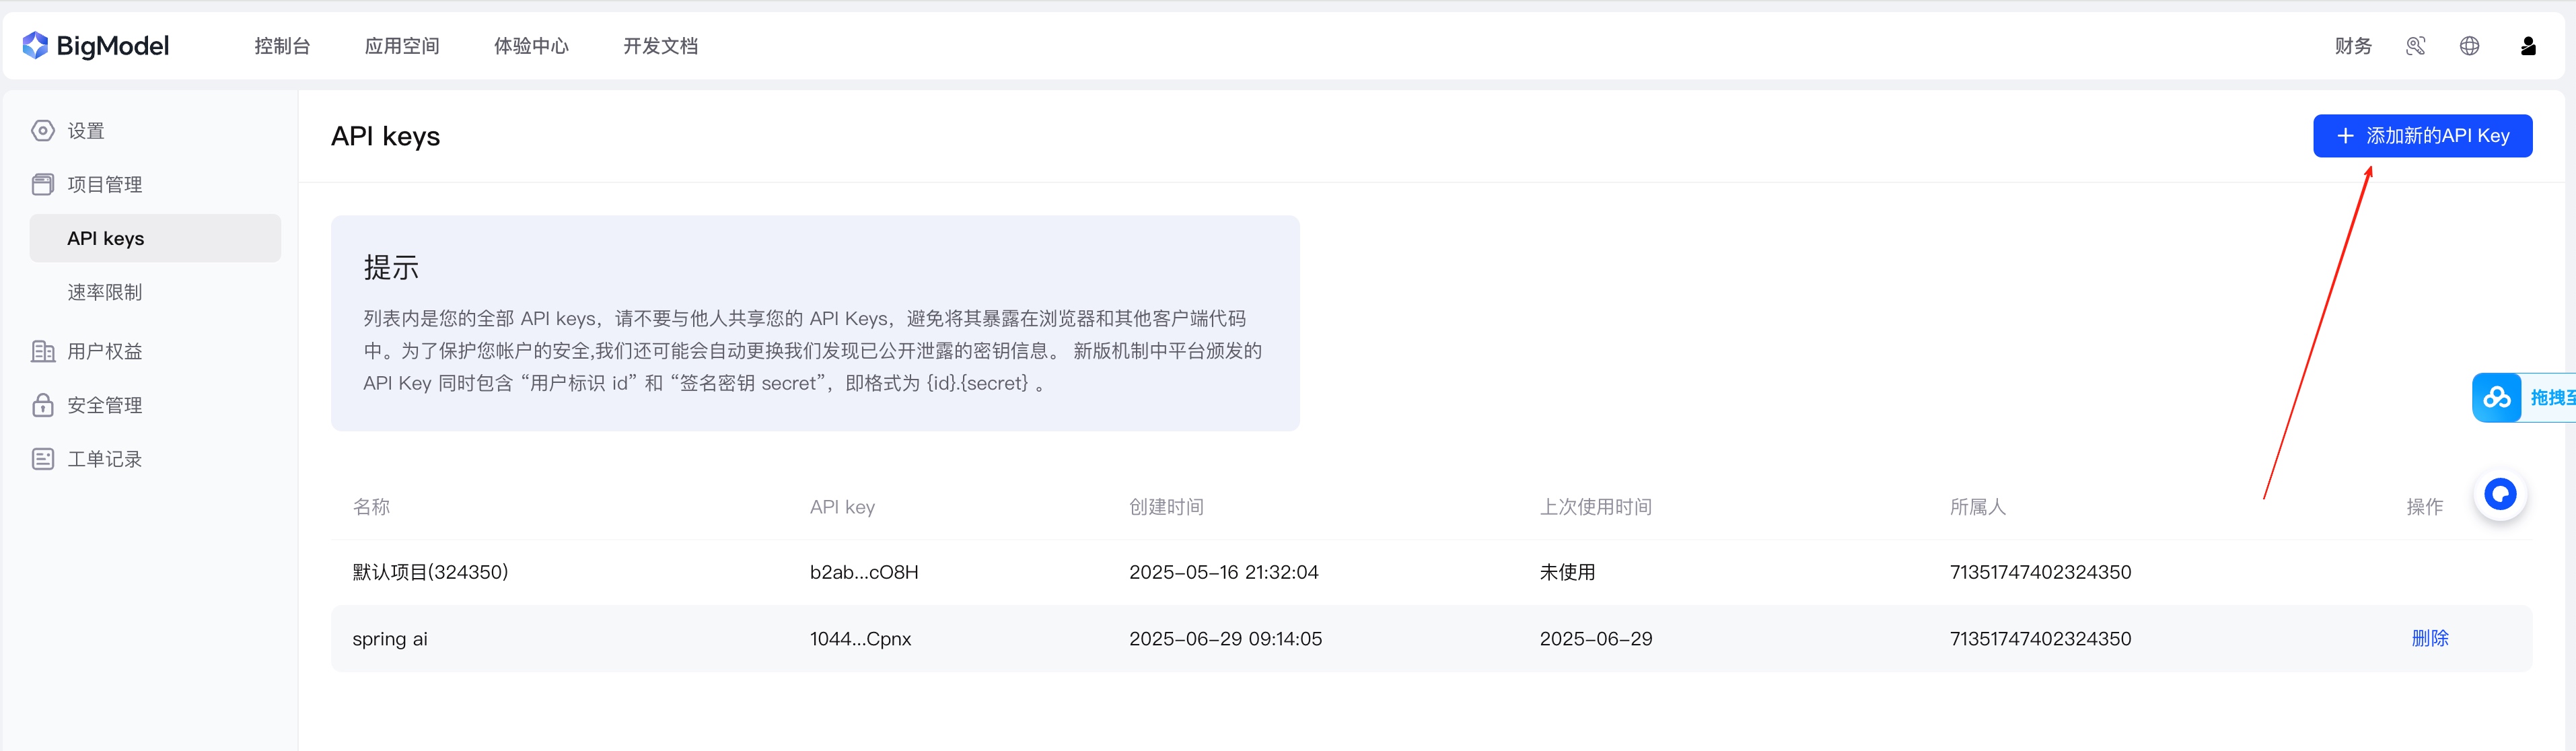 BigModel
控制台
应用空间
体验中心
开发文档
财务
设置
项目管理
API keys
速率限制
用户权益
安全管理
工单记录
API keys
添加新的API Key
提示
列表内是您的全部 API keys，请不要与他人共享您的 API Keys，避免将其暴露在浏览器和其他客户端代码
中。为了保护您帐户的安全,我们还可能会自动更换我们发现已公开泄露的密钥信息。 新版机制中平台颁发的
API Key 同时包含 “用户标识 id” 和 “签名密钥 secret”，即格式为 {id}.{secret} 。
拖拽至
名称 API key 创建时间 上次使用时间 所属人 操作
默认项目(324350) b2ab...cO8H 2025-05-16 21:32:04 未使用 71351747402324350
spring ai 1044...Cpnx 2025-06-29 09:14:05 2025-06-29 71351747402324350 删除